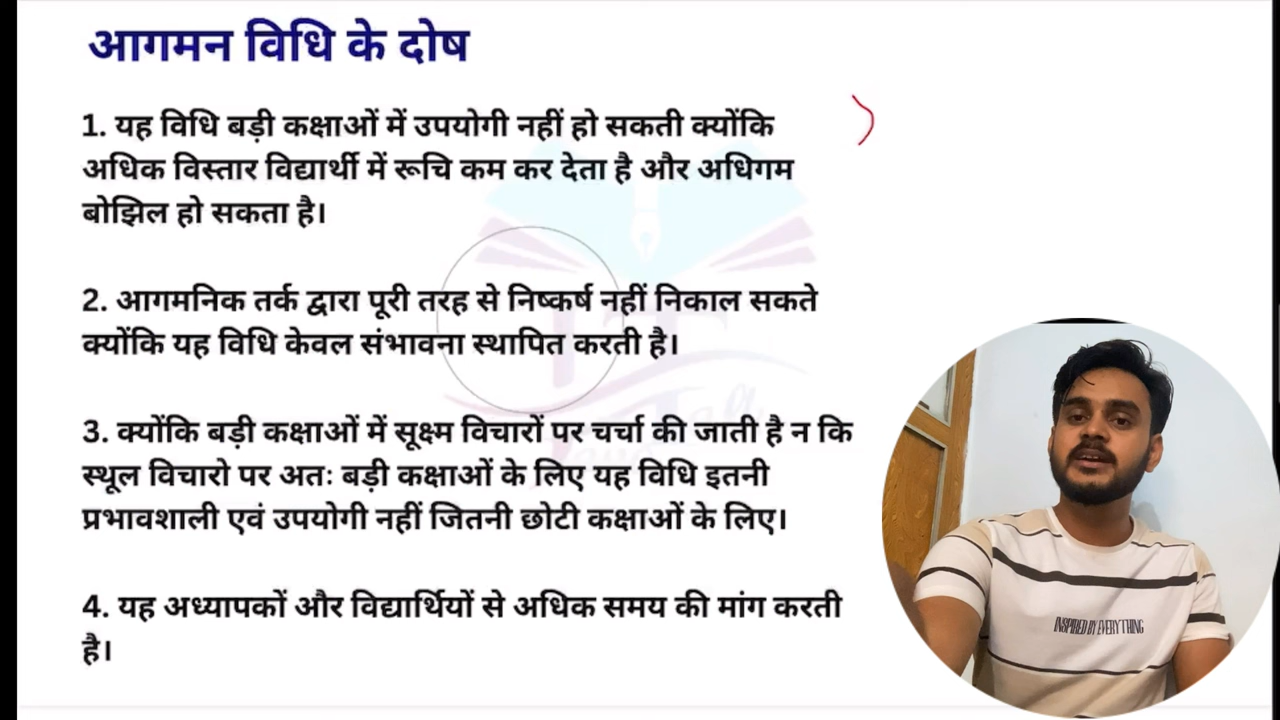 आगमन विधि के दोष
1. यह विधि बड़ी कक्षाओं में उपयोगी नहीं हो सकती क्योंकि
अधिक विस्तार विद्यार्थी में रूचि कम कर देता है और अधिगम
बोझिल हो सकता है।
2. आगमनिक तर्क द्वारा पूरी तरह से निष्कर्ष नहीं निकाल सकते
क्योंकि यह विधि केवल संभावना स्थापित करती है।
3. क्योंकि बड़ी कक्षाओं में सूक्ष्म विचारों पर चर्चा की जाती है न कि
स्थूल विचारो पर अतः बड़ी कक्षाओं के लिए यह विधि इतनी
प्रभावशाली एवं उपयोगी नहीं जितनी छोटी कक्षाओं के लिए।
4. यह अध्यापकों और विद्यार्थियों से अधिक समय की मांग करती
है।
INSPIRED BY EVERYTHING